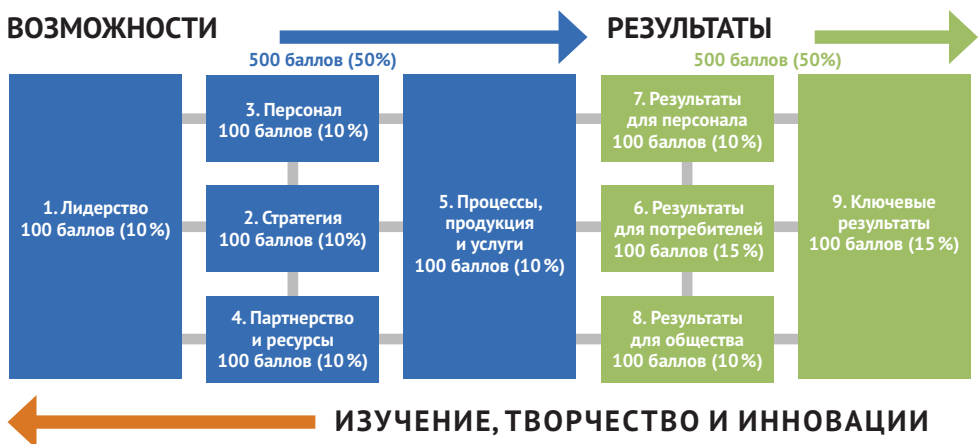 ВОЗМОЖНОСТИ
500 баллов (50%)
РЕЗУЛЬТАТЫ
500 баллов (50%)
1. Лидерство
100 баллов (10 %)
3. Персонал
100 баллов (10 %)
2. Стратегия
100 баллов (10%)
4. Партнерство
и ресурсы
100 баллов (10 %)
5. Процессы,
продукция
и услуги
100 баллов (10 %)
7. Результаты
для персонала
100 баллов (10 %)
6. Результаты
для потребителей
100 баллов (15 %)
8. Результаты
для общества
100 баллов (10 %)
9. Ключевые
результаты
100 баллов (15 %)
ИЗУЧЕНИЕ, ТВОРЧЕСТВО И ИННОВАЦИИ